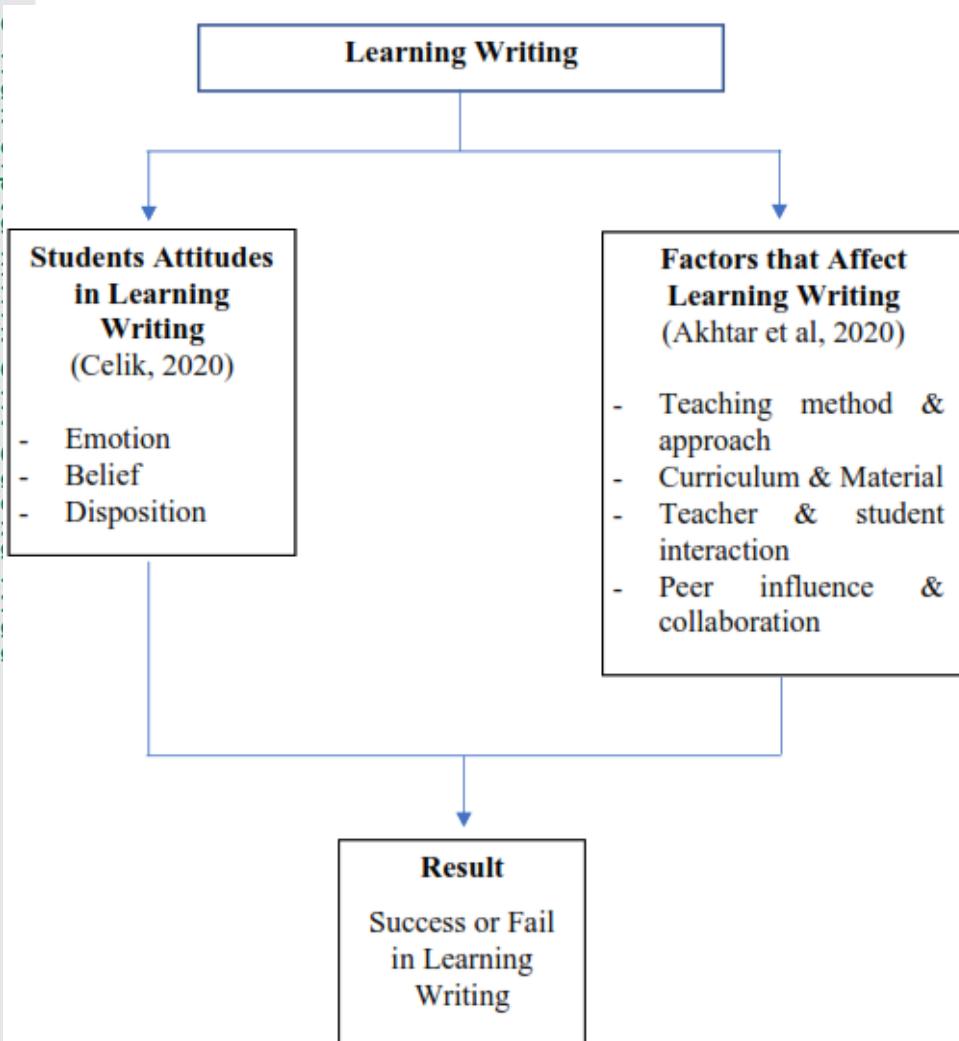 Learning Writing
Students Attitudes
in Learning
Writing
(Celik, 2020)
- Emotion
- Belief
- Disposition
Factors that Affect
Learning Writing
(Akhtar et al, 2020)
- Teaching method &
approach
- Curriculum & Material
- Teacher & student
interaction
- Peer influence &
collaboration
Result
Success or Fail
in Learning
Writing